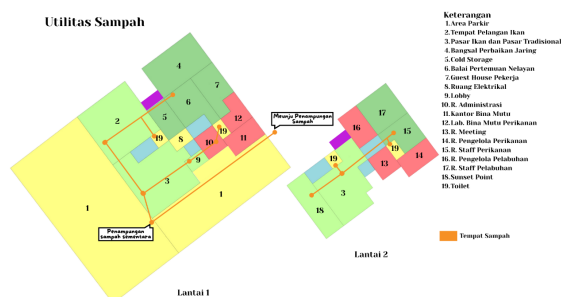 Utilitas Sampah
Keterangan
1.Area Parkir
2.Tempat Pelangan Ikan
3.Pasar Ikan dan Pasar Tradisional
4.Bangsal Perbaikan Jaring
5.Cold Storage
6.Balai Pertemuan Nelayan
7.Guest House Pekerja
8.Ruang Elektrikal
9.Lobby
10.R. Administrasi
11.Kantor Bina Mutu
12.Lab. Bina Mutu Perikanan
13.R. Meeting
14.R. Pengelola Perikanan
15.R. Staff Perikanan
16.R. Pengelola Pelabuhan
17.R. Staff Pelabuhan
18.Sunset Point
19.Toilet
Tempat Sampah
4
7
6
2
5
12
19
19
8
10
11
9
3
1
1
Menuju Penampungan
Sampah
Penampungan
sampah sementara
Lantai 1
17
16
15
19
19
13
14
3
18
Lantai 2